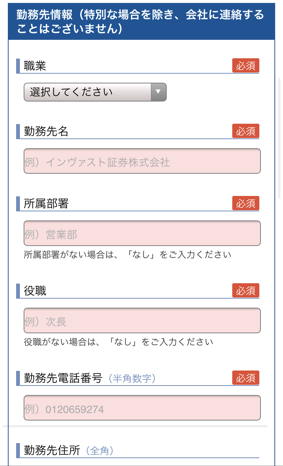 勤務先情報（特別な場合を除き、会社に連絡する
ことはございません）
職業 必須
選択してください
勤務先名 必須
例）インヴァスト証券株式会社
所属部署 必須
例）営業部
所属部署がない場合は、「なし」をご入力ください
役職 必須
例）次長
役職がない場合は、「なし」をご入力ください
勤務先電話番号（半角数字） 必須
例）0120659274
勤務先住所（全角）